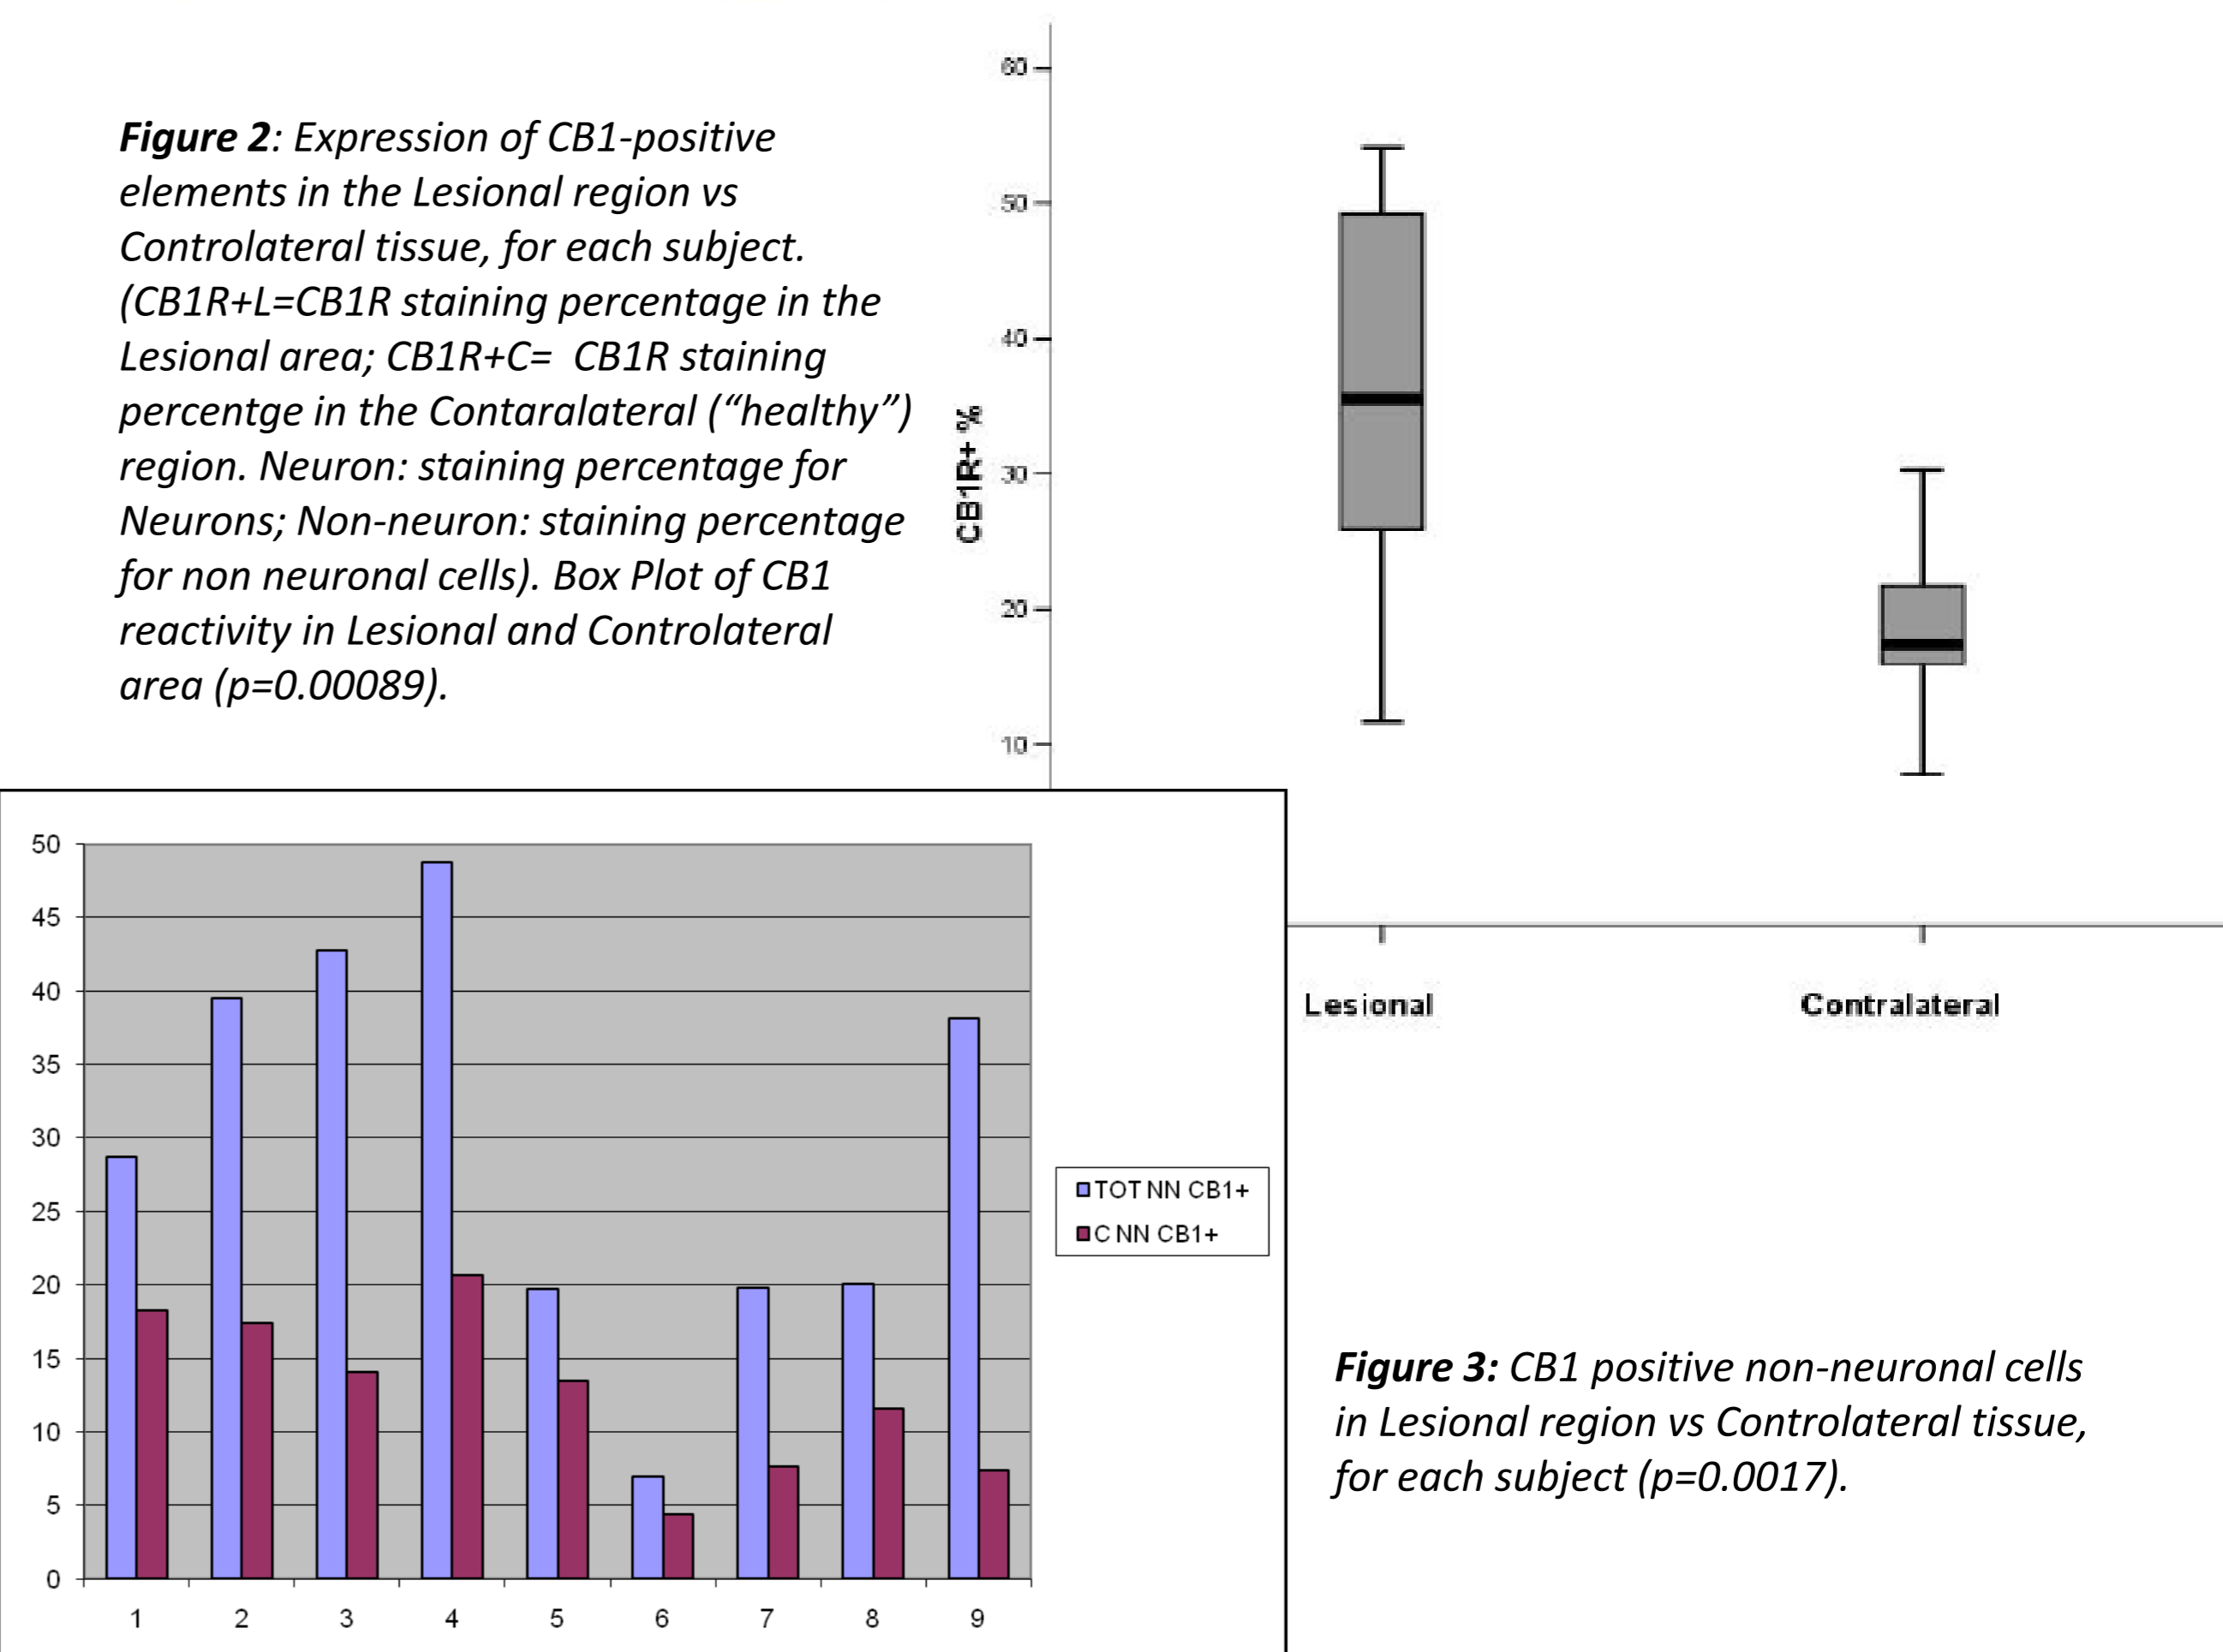 Figure 2: Expression of CB1-positive
elements in the Lesional region vs
Controlateral tissue, for each subject.
(CB1R+L=CB1R staining percentage in the
Lesional area; CB1R+C=  CB1R staining
percentge in the Contaralateral (“healthy”)
region. Neuron: staining percentage for
Neurons; Non-neuron: staining percentage
for non neuronal cells). Box Plot of CB1
reactivity in Lesional and Controlateral
area (p=0.00089).
CB1R+ %
60
50
40
30
20
10
Lesional
Contralateral
50
45
40
35
30
25
20
15
10
5
0
1 2 3 4 5 6 7 8 9
TOT NN CB1+
C NN CB1+
Figure 3: CB1 positive non-neuronal cells
in Lesional region vs Controlateral tissue,
for each subject (p=0.0017).